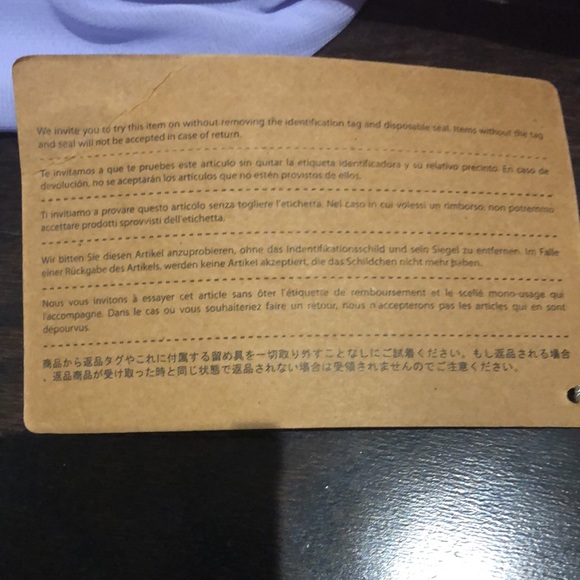 We invite you to try this item on without removing the identification tag and disposable seal. Items without the tag
and seal will not be accepted in case of return.
Te invitamos a que te pruebes este artículo sin quitar la etiqueta identificadora y su relativo precinto. En caso de
devolución, no se aceptarán los artículos que no estén provistos de ellos.
Ti invitiamo a provare questo articolo senza togliere l'etichetta. Nel caso in cui volessi un rimborso, non potremmo
accettare prodotti sprovvisti dell'etichetta.
Wir bitten Sie diesen Artikel anzuprobieren, ohne das Indentifikationsschild und sein Siegel zu entfernen. Im Falle
einer Rückgabe des Artikels, werden keine Artikel akzeptiert, die das Schildchen nicht mehr haben.
Nous vous invitons à essayer cet article sans ôter l'étiquette de remboursement et le scellé mono-usage qui
l'accompagne. Dans le cas où vous souhaiteriez faire un retour, nous n'accepterons pas les articles qui en sont
dépourvus.
商品から返品タグやこれに付属する留め具を一切取り外すことなしにご試着ください。もし返品される場合
、返品商品が受け取った時と同じ状態で返品されない場合は受領されませんのでご注意ください。